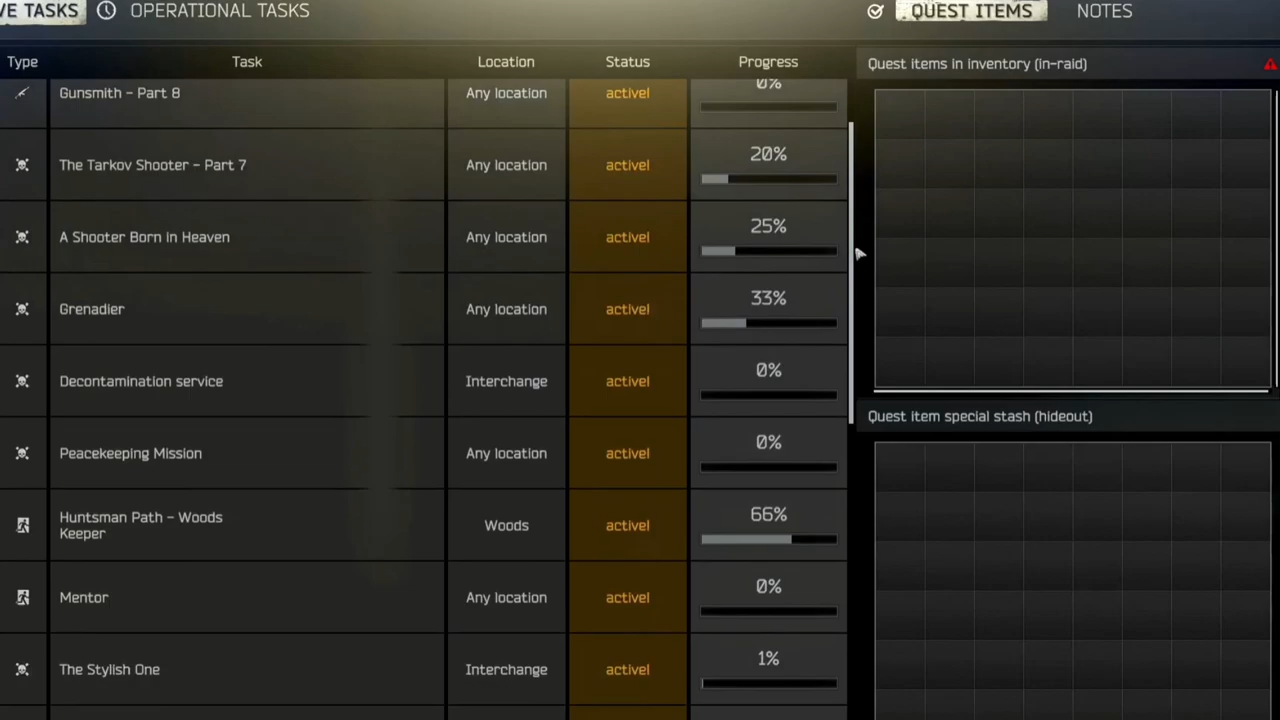 VE TASKS
OPERATIONAL TASKS
QUEST ITEMS
NOTES
Type
Task
Location
Status
Progress
Quest items in inventory (in-raid)
Gunsmith - Part 8
Any location
active!
0%
The Tarkov Shooter - Part 7
Any location
active!
20%
A Shooter Born in Heaven
Any location
active!
25%
Grenadier
Any location
active!
33%
Decontamination service
Interchange
active!
0%
Quest item special stash (hideout)
Peacekeeping Mission
Any location
active!
0%
Huntsman Path - Woods
Keeper
Woods
active!
66%
Mentor
Any location
active!
0%
The Stylish One
Interchange
active!
1%